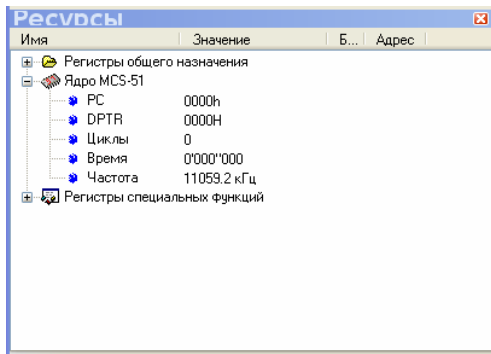 Ресурсы
Имя Значение Б... Адрес
Регистры общего назначения
Ядро MCS-51
PC 0000h
DPTR 0000H
Циклы 0
Время 0'000"000
Частота 11059.2 кГц
Регистры специальных функций